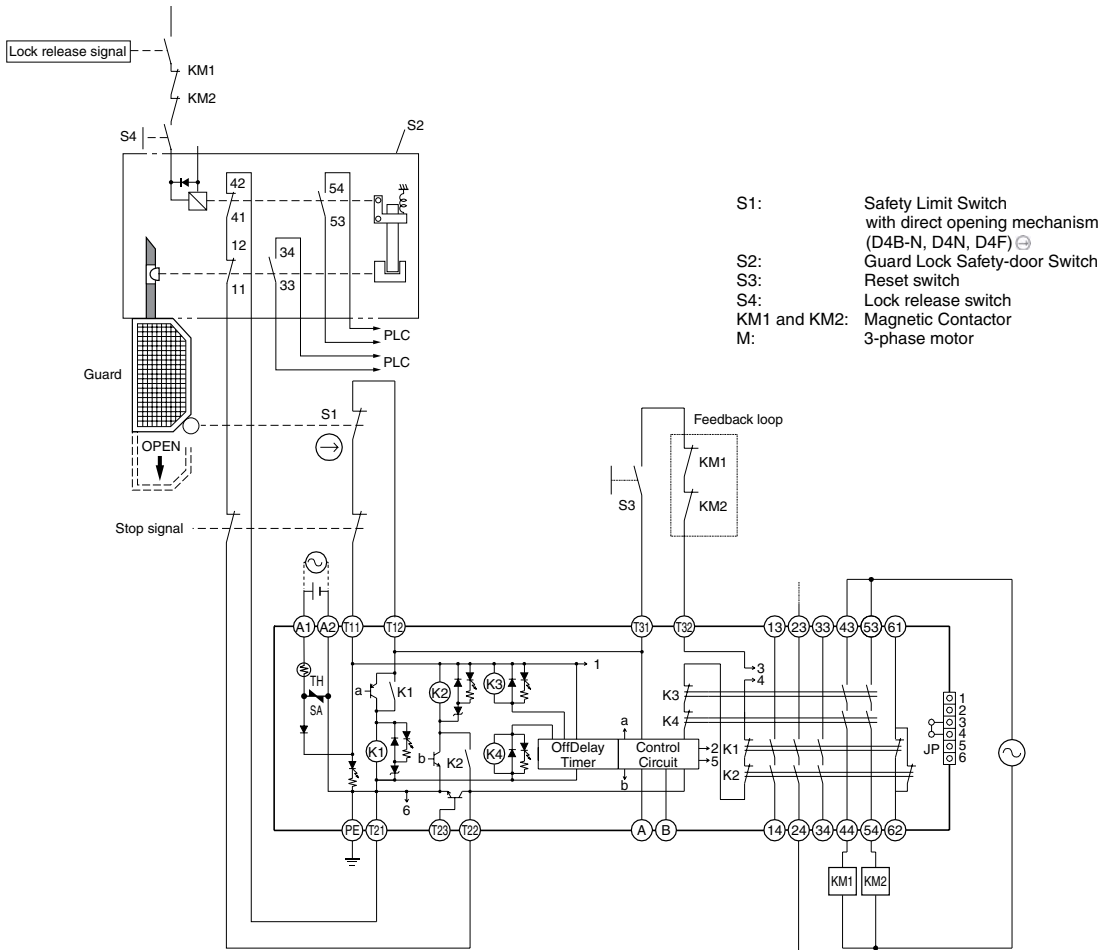 Lock release signal
KM1
KM2
S4
S2
42
41
12
11
54
53
34
33
PLC
PLC
Guard
OPEN
S1:
Safety Limit Switch
with direct opening mechanism
(D4B-N, D4N, D4F)
S2:
Guard Lock Safety-door Switch
S3:
Reset switch
S4:
Lock release switch
KM1 and KM2:
Magnetic Contactor
M:
3-phase motor
S1
Feedback loop
KM1
KM2
S3
Stop signal
A1
A2
T11
T12
T31
T32
13
23
33
43
53
61
TH
SA
a
K1
K1
K2
b
K2
K3
K4
1
OffDelay
Timer
Control
Circuit
a
b
2
5
3
4
6
K3
K4
K1
K2
JP
1
2
3
4
5
6
PE
T21
T23
T22
A
B
14
24
34
44
54
62
KM1
KM2